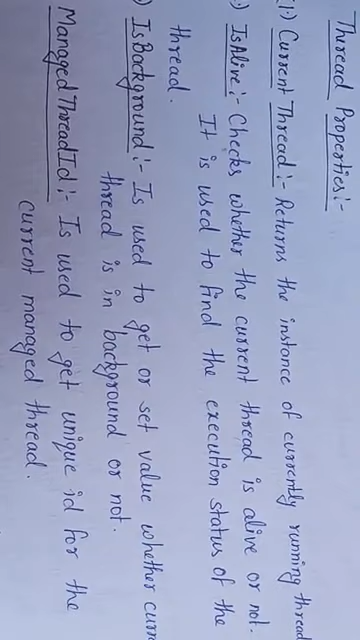 Thread Properties:-
(1.) Current Thread:- Returns the instance of currently running thread
.) IsAlive:- Checks whether the current thread is alive or not.
It is used to find the execution status of the
thread.
) IsBackground:- Is used to get or set value whether curre
thread is in background or not.
ManagedThreadId:- Is used to get unique id for the
current managed thread.